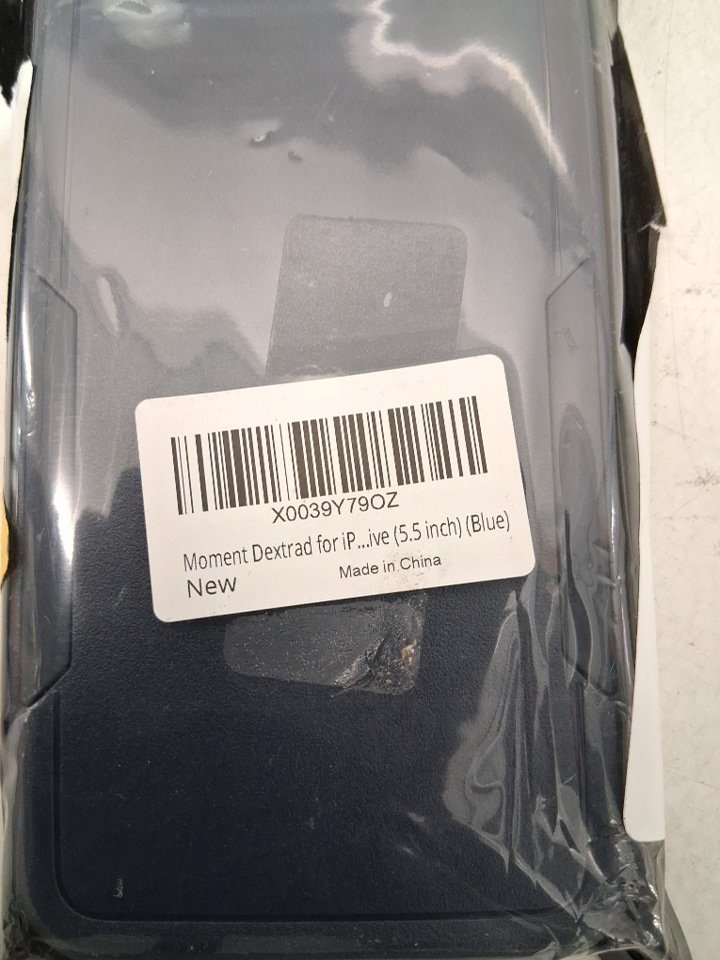 X0039Y79OZ
Moment Dextrad for iP...ive (5.5 inch) (Blue)
New
Made in China